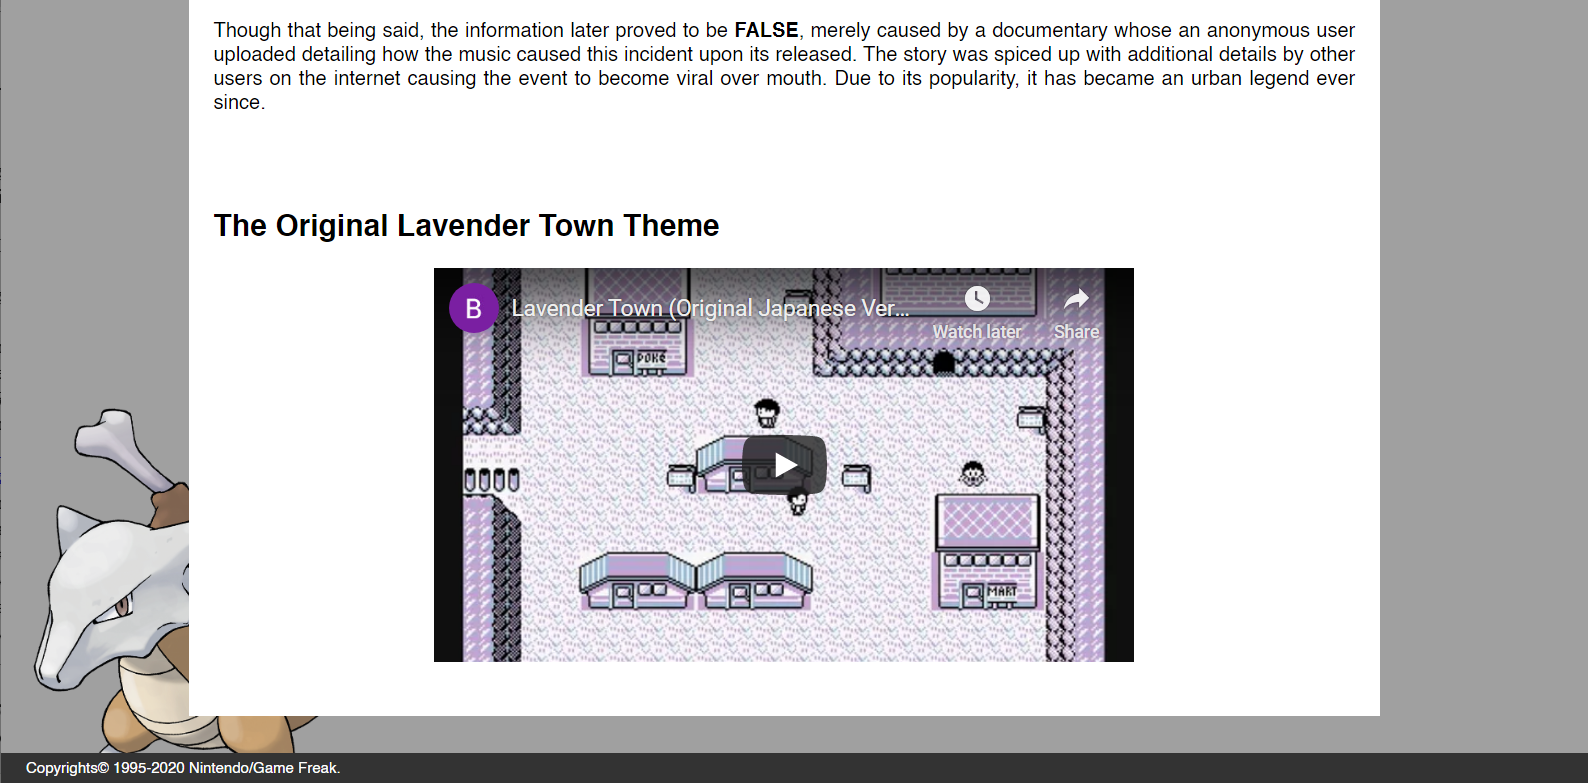 Though that being said, the information later proved to be FALSE, merely caused by a documentary whose an anonymous user
uploaded detailing how the music caused this incident upon its released. The story was spiced up with additional details by other
users on the internet causing the event to become viral over mouth. Due to its popularity, it has became an urban legend ever
since.
The Original Lavender Town Theme
B Lavender Town (Original Japanese Ver...
Watch later Share
POKé
MART
Copyrights© 1995-2020 Nintendo/Game Freak.